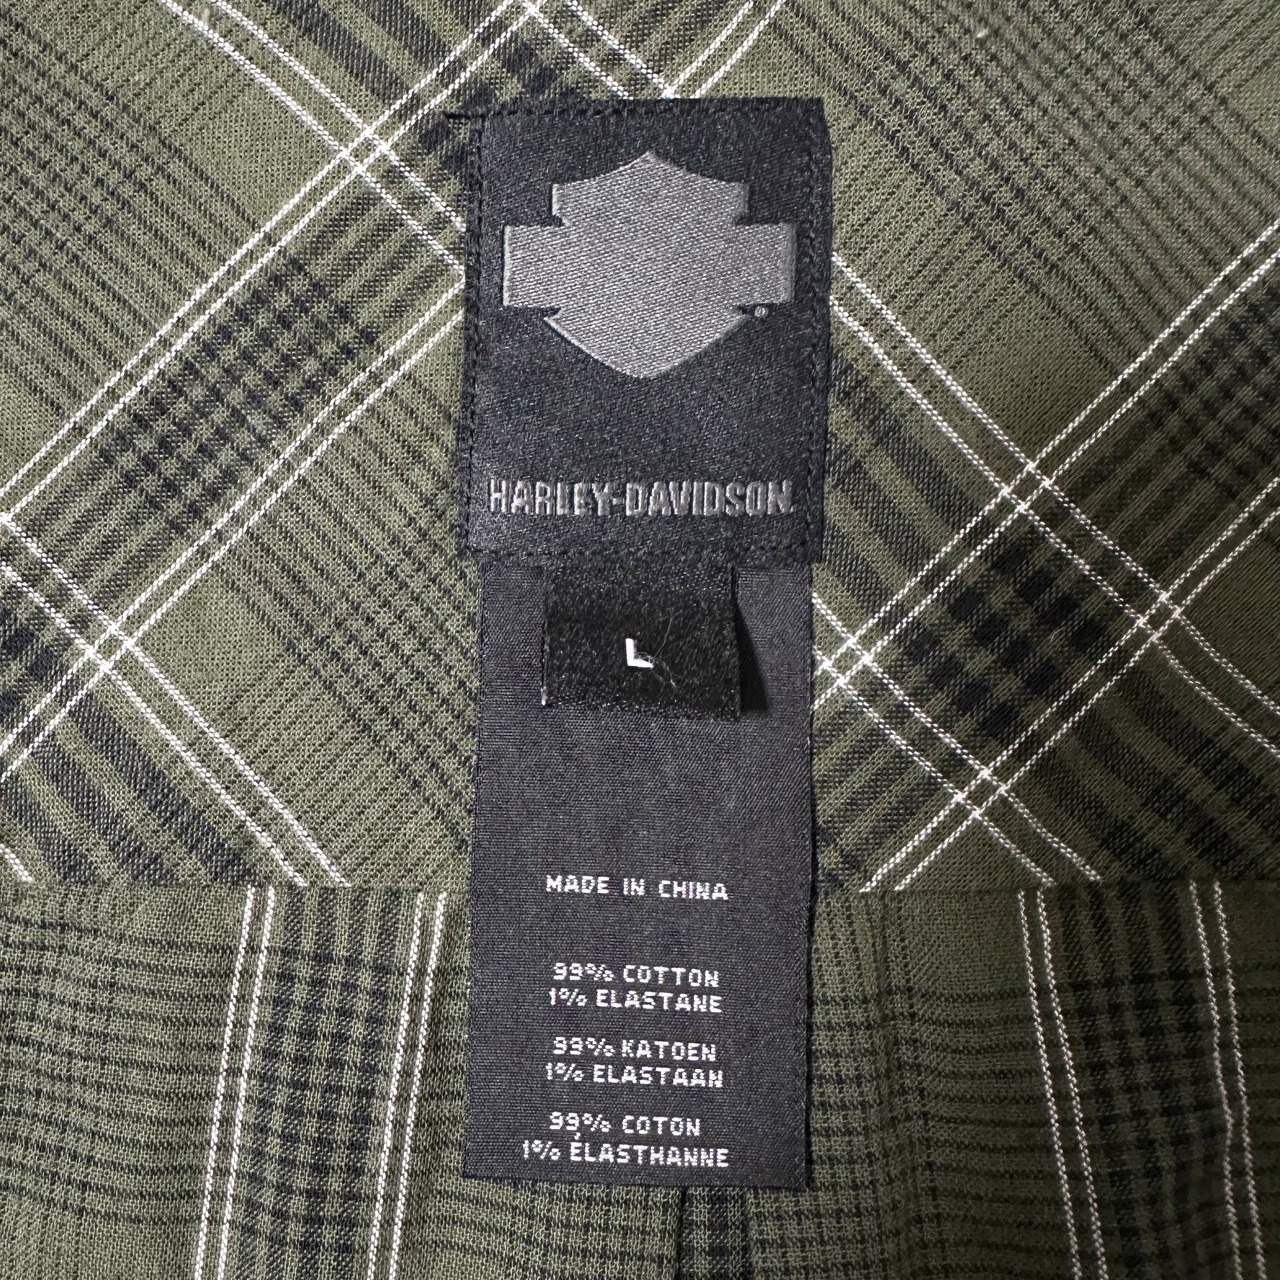 ®
HARLEY-DAVIDSON
L
MADE IN CHINA
99% COTTON
1% ELASTANE
99% KATOEN
1% ELASTAAN
99% COTON
1% ÉLASTHANNE